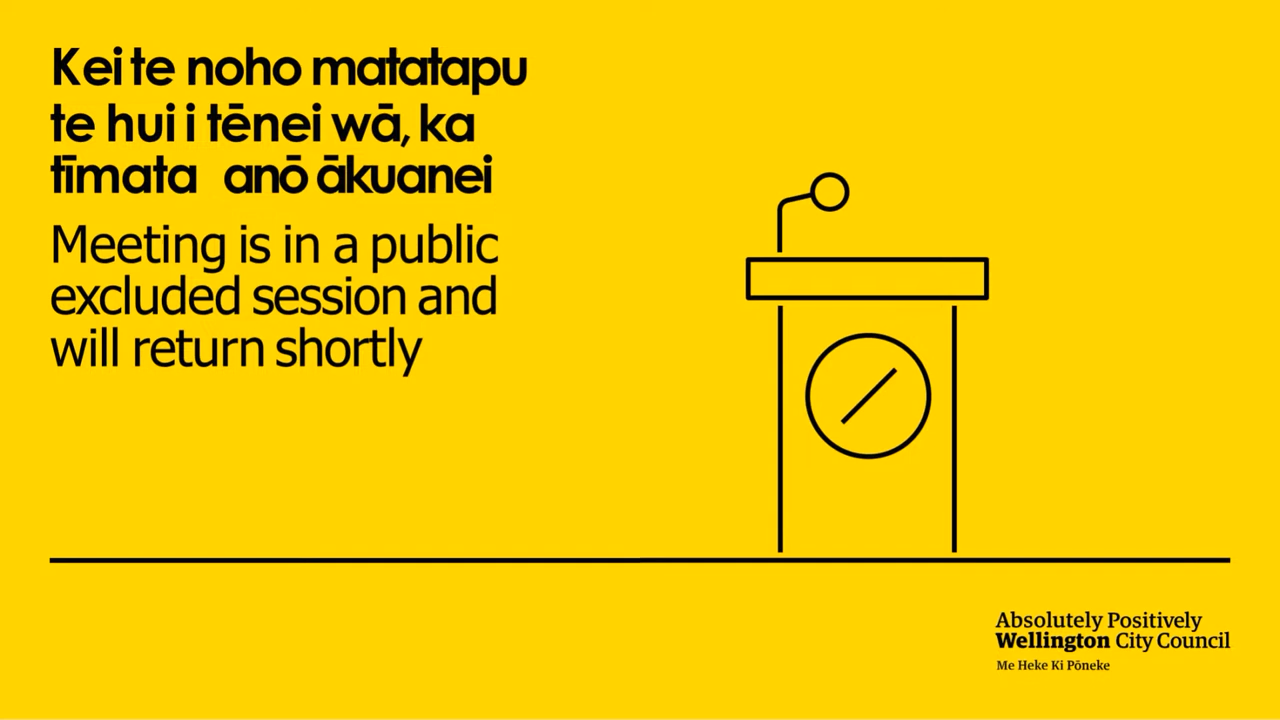 Kei te noho matatapu
te hui i tēnei wā, ka
tīmata anō ākuanei
Meeting is in a public
excluded session and
will return shortly
Absolutely Positively
Wellington City Council
Me Heke Ki Pōneke